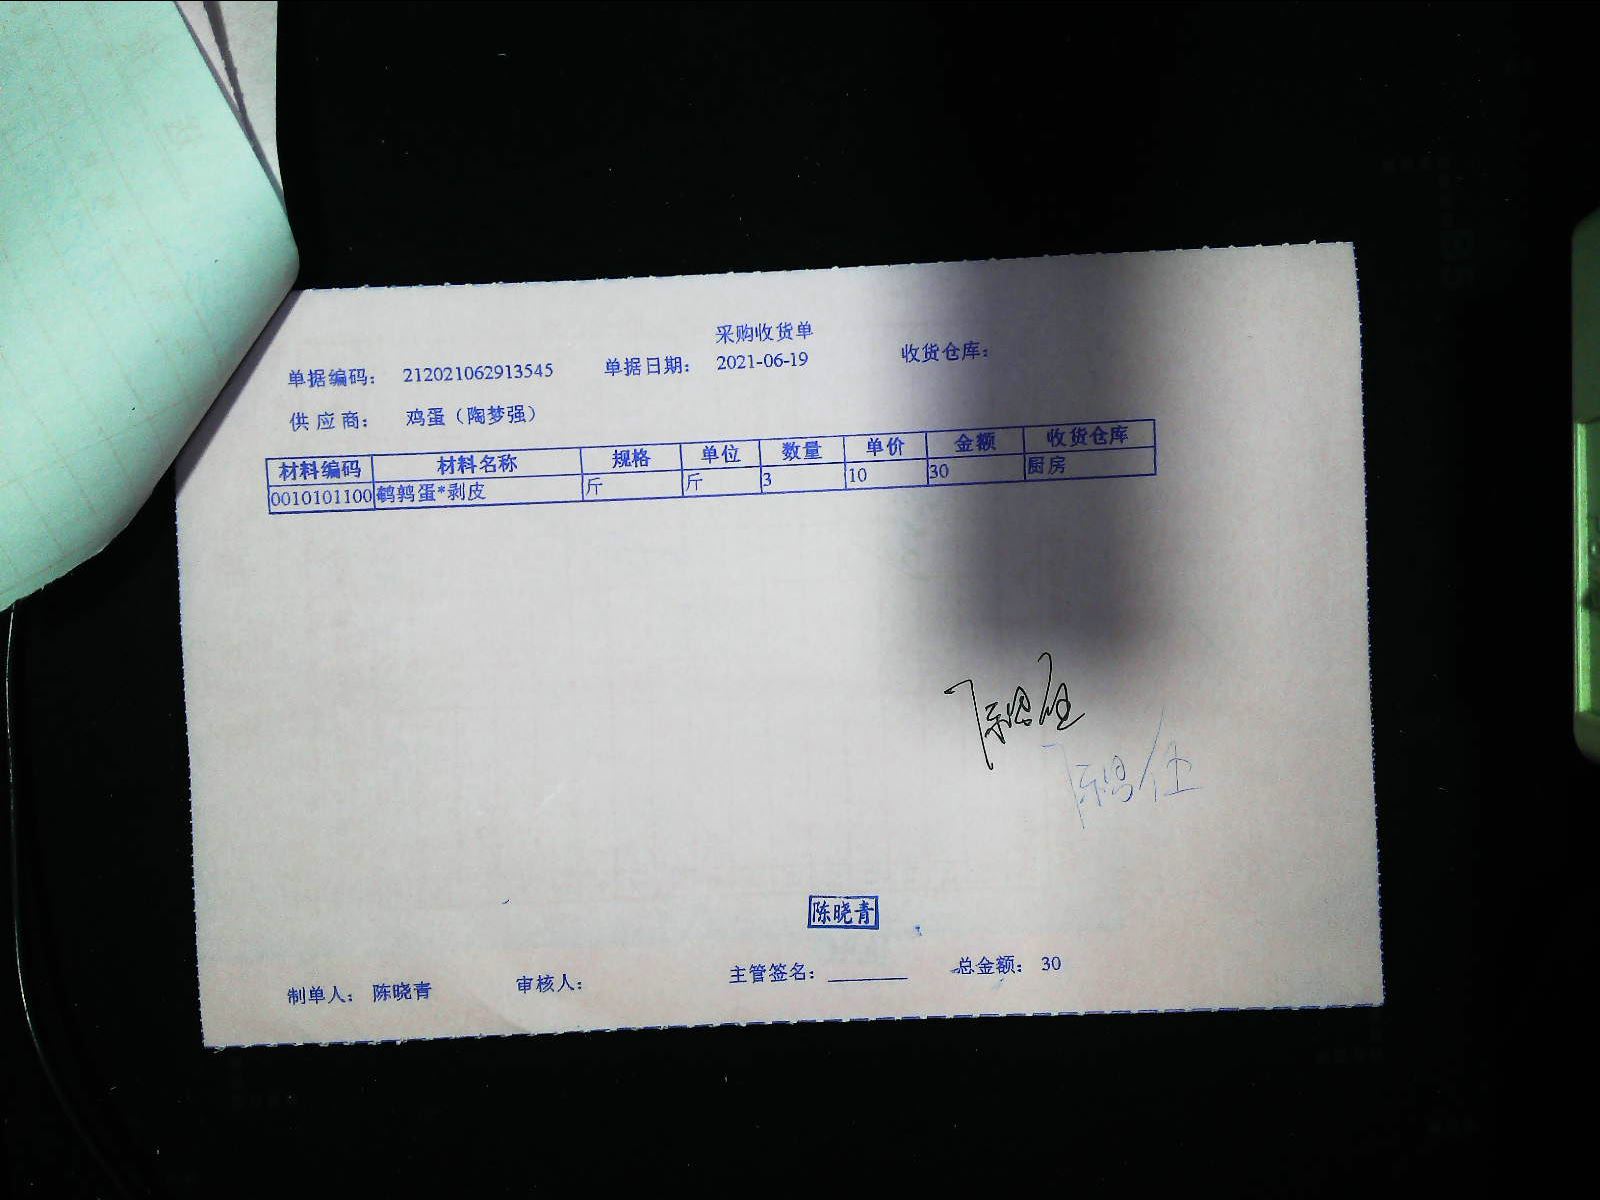 采购收货单
单据编码： 212021062913545 单据日期： 2021-06-19 收货仓库：
供应商： 鸡蛋（陶梦强）
材料编码 材料名称 规格 单位 数量 单价 金额 收货仓库
0010101100 鹌鹑蛋*剥皮 斤 斤 3 10 30 厨房
陈晓青
制单人： 陈晓青 审核人： 主管签名：________ 总金额： 30